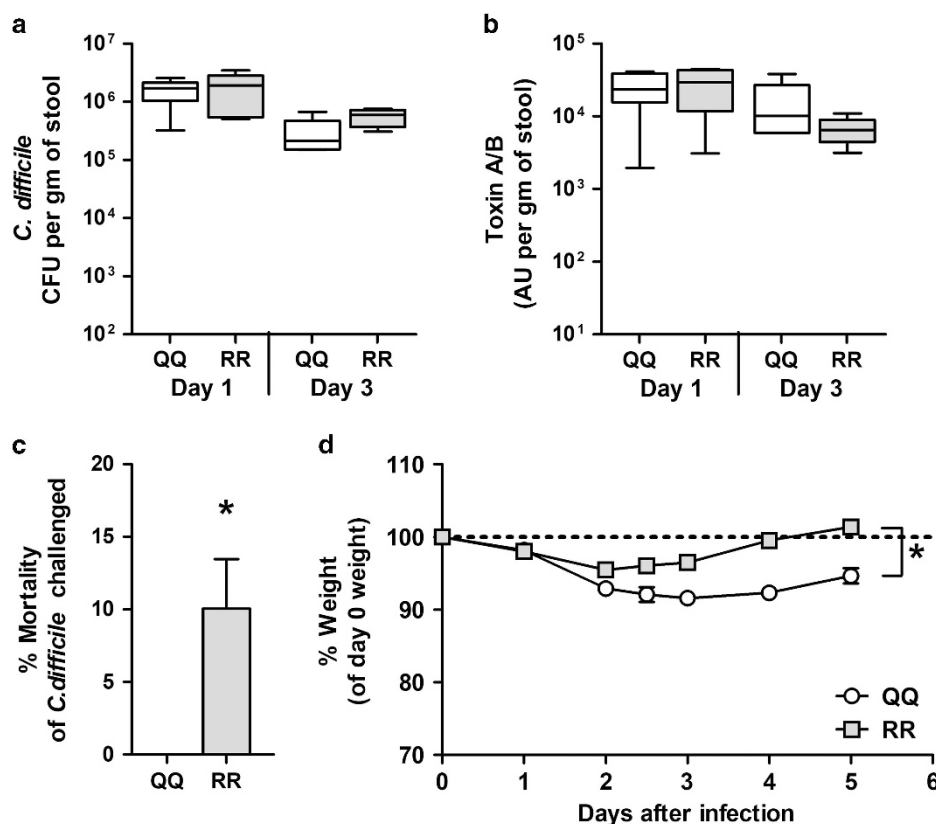 a
C. difficile
CFU per gm of stool
10⁷
10⁶
10⁵
10⁴
10³
10²
QQ RR QQ RR
Day 1 Day 3
b
Toxin A/B
(AU per gm of stool)
10⁵
10⁴
10³
10²
10¹
QQ RR QQ RR
Day 1 Day 3
c
% Mortality
of C.difficile challenged
20
15
10
5
0
*
QQ RR
d
% Weight
(of day 0 weight)
110
100
90
80
70
*
QQ
RR
0 1 2 3 4 5 6
Days after infection